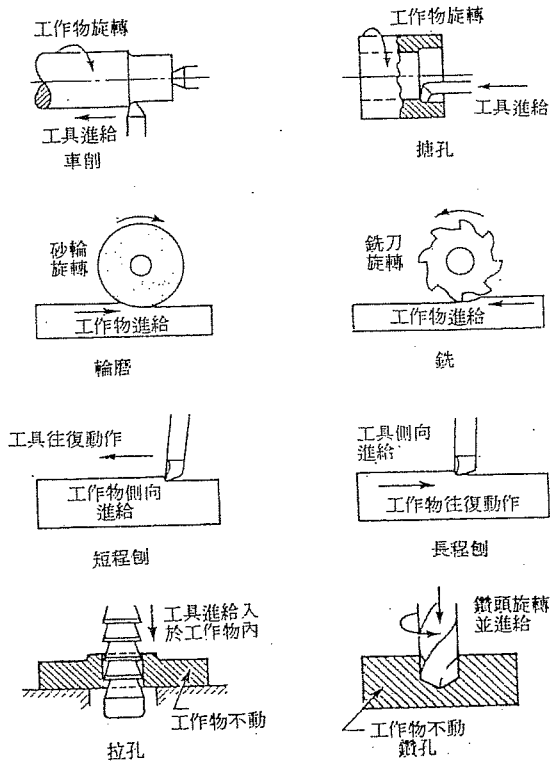 工作物旋轉
工具進給
車削
工作物旋轉
工具進給
搪孔
砂輪
旋轉
工作物進給
輪磨
銑刀
旋轉
工作物進給
銑
工具往復動作
工作物側向
進給
短程刨
工具側向
進給
工作物往復動作
長程刨
工具進給入
於工作物內
工作物不動
拉孔
鑽頭旋轉
並進給
工作物不動
鑽孔